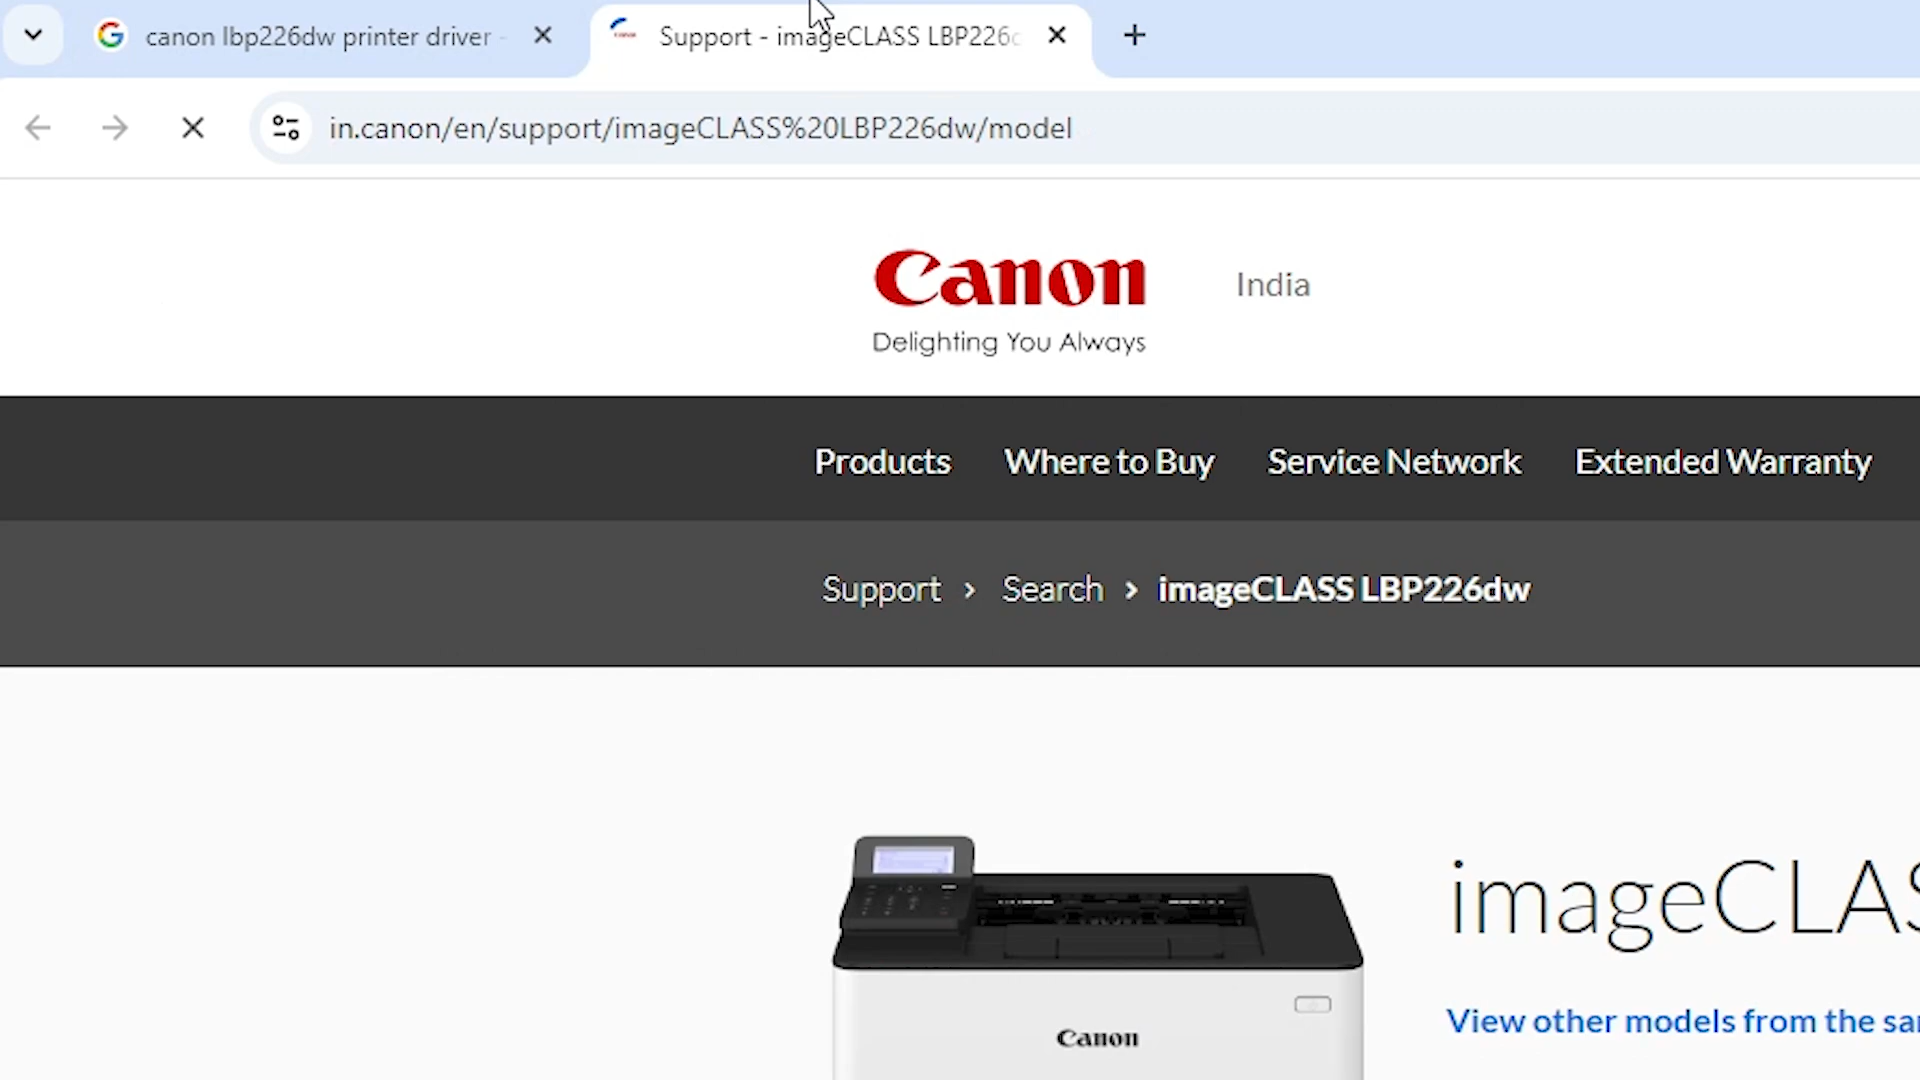 canon lbp226dw printer driver -
Support - imageCLASS LBP226d
in.canon/en/support/imageCLASS%20LBP226dw/model
Canon
India
Delighting You Always
Products
Where to Buy
Service Network
Extended Warranty
Support › Search › imageCLASS LBP226dw
imageCLAS
View other models from the sa
Canon